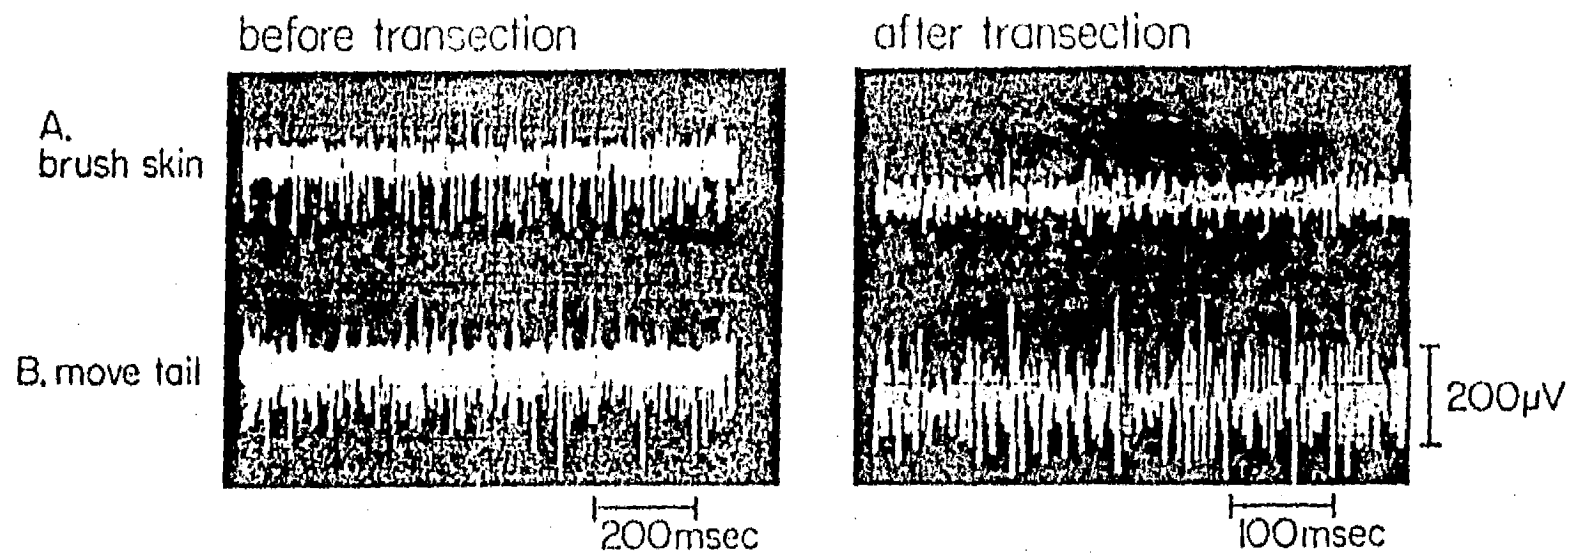 before transection
after transection
A.
brush skin
B. move tail
200µV
200msec
100msec